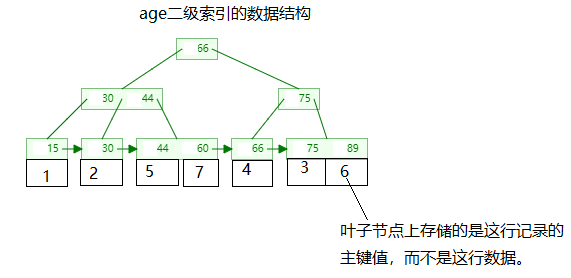 age二级索引的数据结构
66
30 44 75
15 30 44 60 66 75 89
1 2 5 7 4 3 6
叶子节点上存储的是这行记录的
主键值，而不是这行数据。